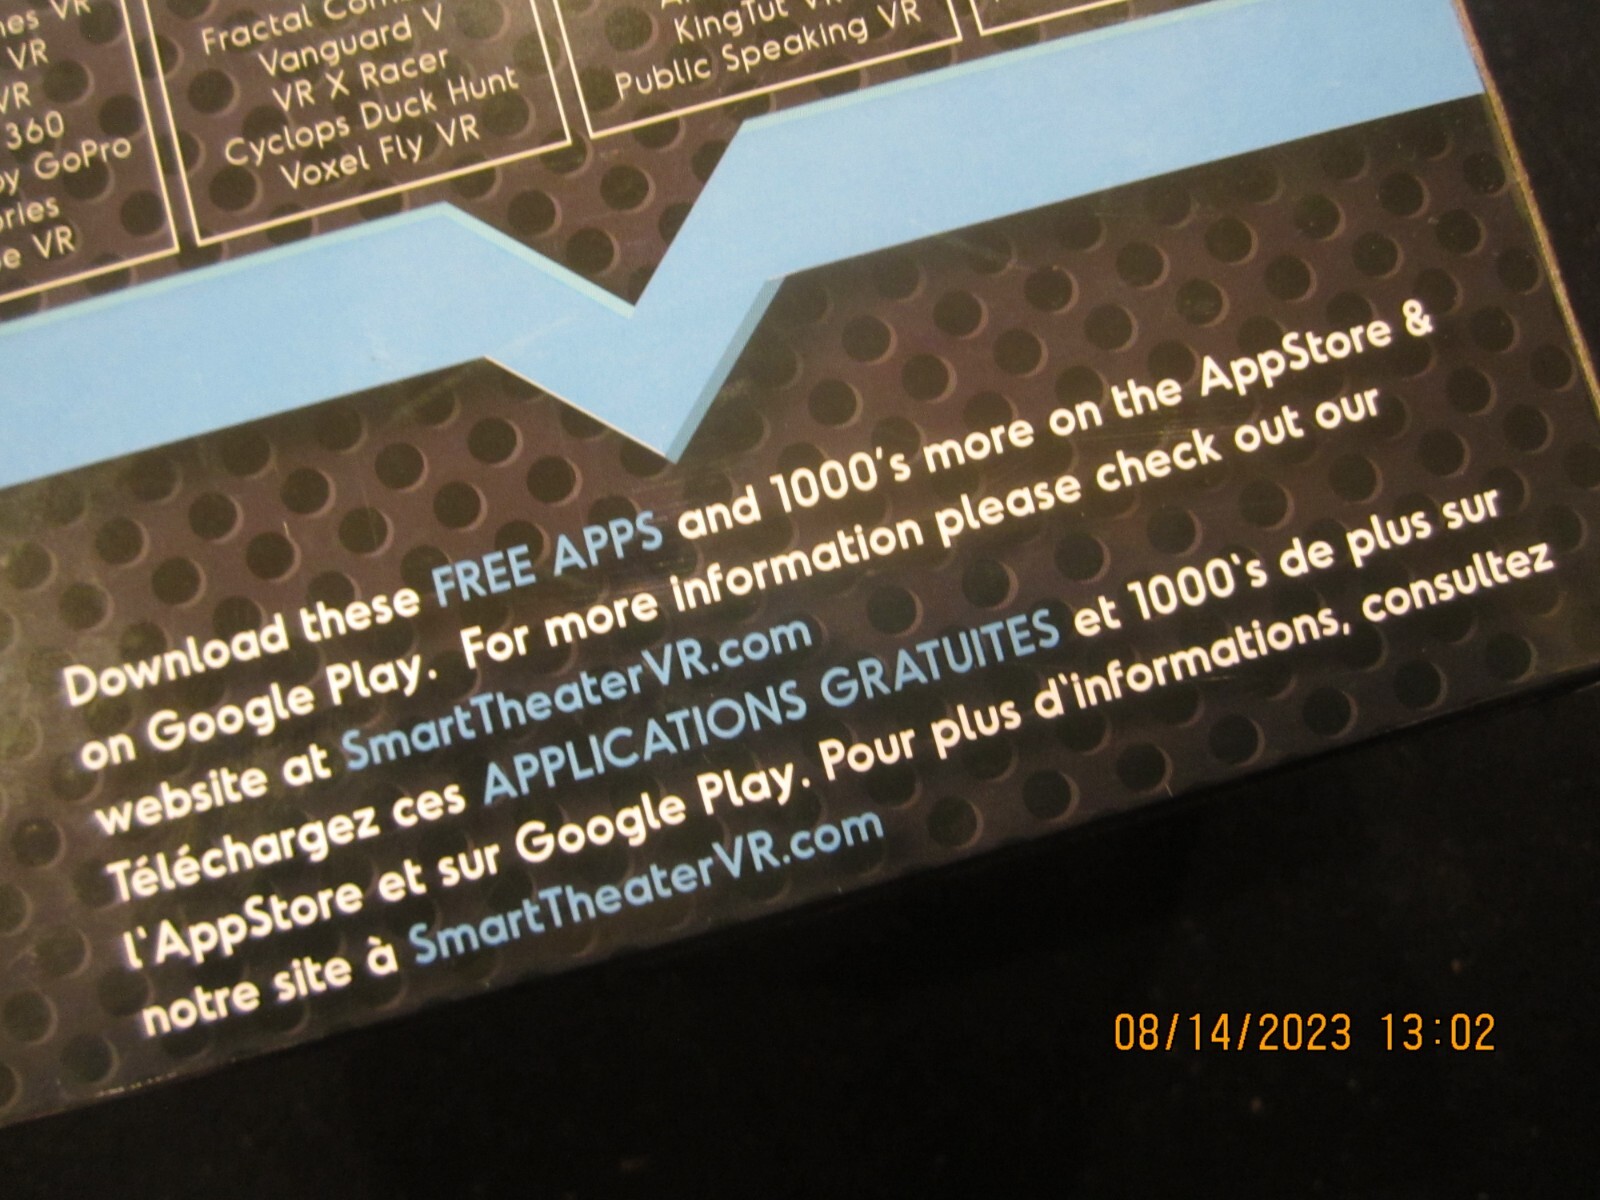 VR
VR
VR
360
by GoPro
VR
Fractal
Vanguard V
VR X Racer
Cyclops Duck Hunt
Voxel Fly VR
KingTut VR
Public Speaking VR
Download these FREE APPS and 1000's more on the AppStore &
on Google Play. For more information please check out our
website at SmartTheaterVR.com
Téléchargez ces APPLICATIONS GRATUITES et 1000's de plus sur
l'AppStore et sur Google Play. Pour plus d'informations, consultez
notre site à SmartTheaterVR.com
08/14/2023 13:02